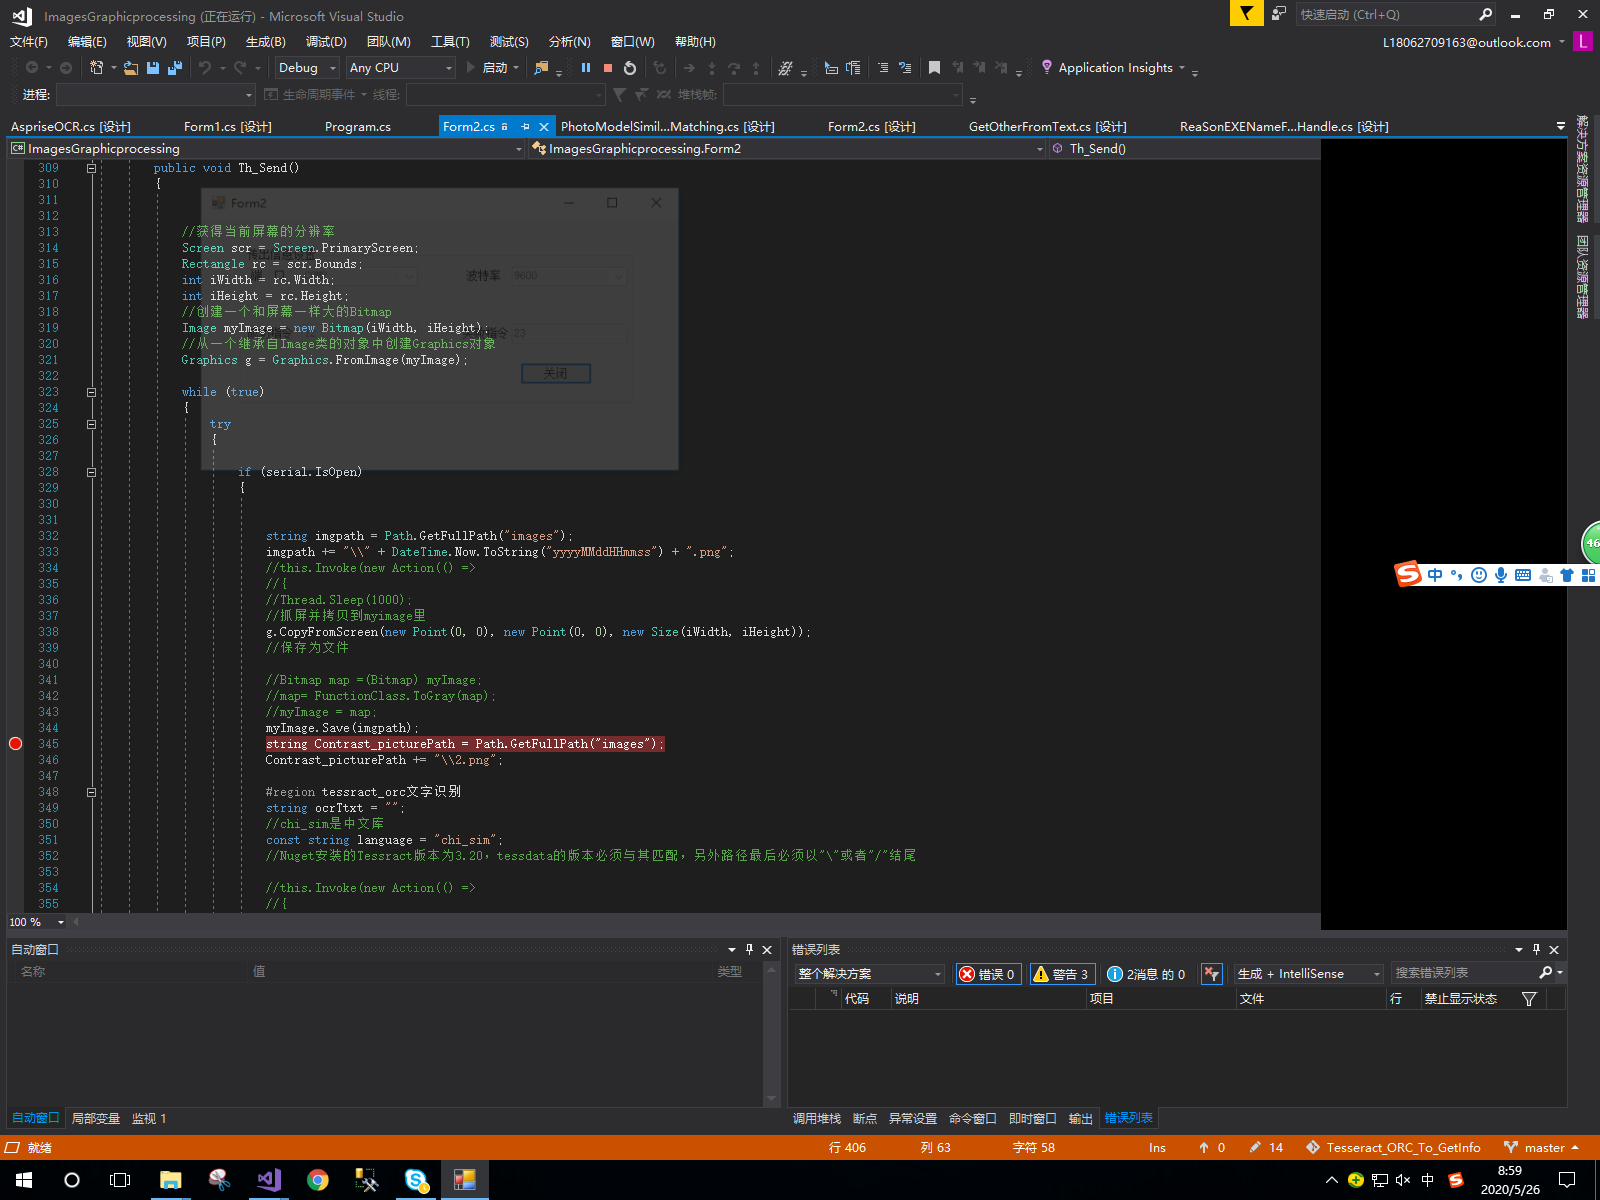 ImagesGraphicprocessing (正在运行) - Microsoft Visual Studio
快速启动 (Ctrl+Q)
文件(F) 编辑(E) 视图(V) 项目(P) 生成(B) 调试(D) 团队(M) 工具(T) 测试(S) 分析(N) 窗口(W) 帮助(H)
L18062709163@outlook.com L
Debug Any CPU 启动 Application Insights
进程: 生命周期事件 线程: 堆栈帧:
AspriseOCR.cs [设计] Form1.cs [设计] Program.cs Form2.cs PhotoModelSimil...Matching.cs [设计] Form2.cs [设计] GetOtherFromText.cs [设计] ReaSonEXENameF...Handle.cs [设计]
解决方案资源管理器
团队资源管理器
C# ImagesGraphicprocessing ImagesGraphicprocessing.Form2 Th_Send()
309 public void Th_Send()
310 {
311
312
Form2
313 //获得当前屏幕的分辨率
314 Screen scr = Screen.PrimaryScreen;
315 Rectangle rc = scr.Bounds;
316 int iWidth = rc.Width;
波特率 9600
317 int iHeight = rc.Height;
318 //创建一个和屏幕一样大的Bitmap
319 Image myImage = new Bitmap(iWidth, iHeight);
指令 23
320 //从一个继承自Image类的对象中创建Graphics对象
321 Graphics g = Graphics.FromImage(myImage);
322
关闭
323 while (true)
324 {
325 try
326 {
327
328 if (serial.IsOpen)
329 {
330
331
332 string imgpath = Path.GetFullPath("images");
333 imgpath += "\\" + DateTime.Now.ToString("yyyyMMddHHmmss") + ".png";
334 //this.Invoke(new Action(() =>
335 //{
336 //Thread.Sleep(1000);
337 //抓屏并拷贝到myimage里
338 g.CopyFromScreen(new Point(0, 0), new Point(0, 0), new Size(iWidth, iHeight));
339 //保存为文件
340
341 //Bitmap map =(Bitmap) myImage;
342 //map= FunctionClass.ToGray(map);
343 //myImage = map;
344 myImage.Save(imgpath);
345 string Contrast_picturePath = Path.GetFullPath("images");
346 Contrast_picturePath += "\\2.png";
347
348 #region tessract_orc文字识别
349 string ocrTtxt = "";
350 //chi_sim是中文库
351 const string language = "chi_sim";
352 //Nuget安装的Tessract版本为3.20，tessdata的版本必须与其匹配，另外路径最后必须以"\"或者"/"结尾
353
354 //this.Invoke(new Action(() =>
355 //{
46
中
100 %
自动窗口
名称 值 类型
自动窗口 局部变量 监视 1
错误列表
整个解决方案 错误 0 警告 3 2消息 的 0 生成 + IntelliSense 搜索错误列表
代码 说明 项目 文件 行 禁止显示状态
调用堆栈 断点 异常设置 命令窗口 即时窗口 输出 错误列表
就绪 行 406 列 63 字符 58 Ins 0 14 Tesseract_ORC_To_GetInfo master
中 8:59
2020/5/26